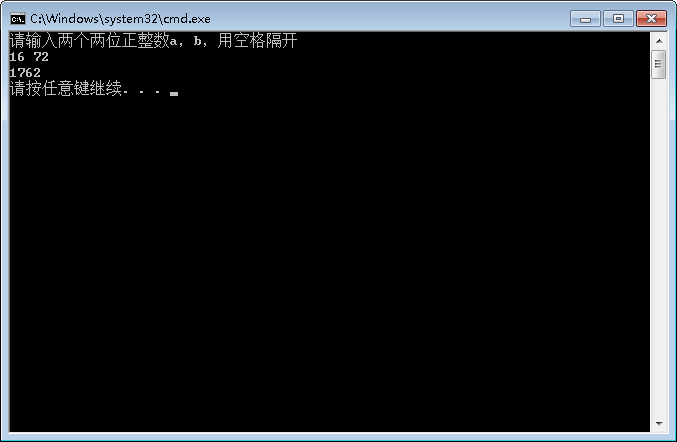 C:\Windows\system32\cmd.exe
请输入两个两位正整数a，b，用空格隔开
16 72
1762
请按任意键继续. . .